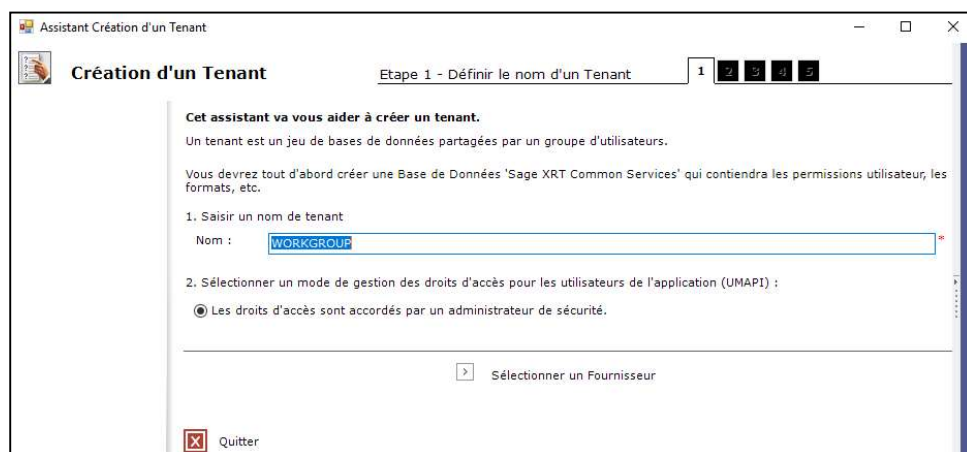 Assistant Création d'un Tenant
Création d'un Tenant
Etape 1 - Définir le nom d'un Tenant
1 2 3 4 5
Cet assistant va vous aider à créer un tenant.
Un tenant est un jeu de bases de données partagées par un groupe d'utilisateurs.
Vous devrez tout d'abord créer une Base de Données 'Sage XRT Common Services' qui contiendra les permissions utilisateur, les
formats, etc.
1. Saisir un nom de tenant
Nom : WORKGROUP *
2. Sélectionner un mode de gestion des droits d'accès pour les utilisateurs de l'application (UMAPI) :
Les droits d'accès sont accordés par un administrateur de sécurité.
> Sélectionner un Fournisseur
X Quitter